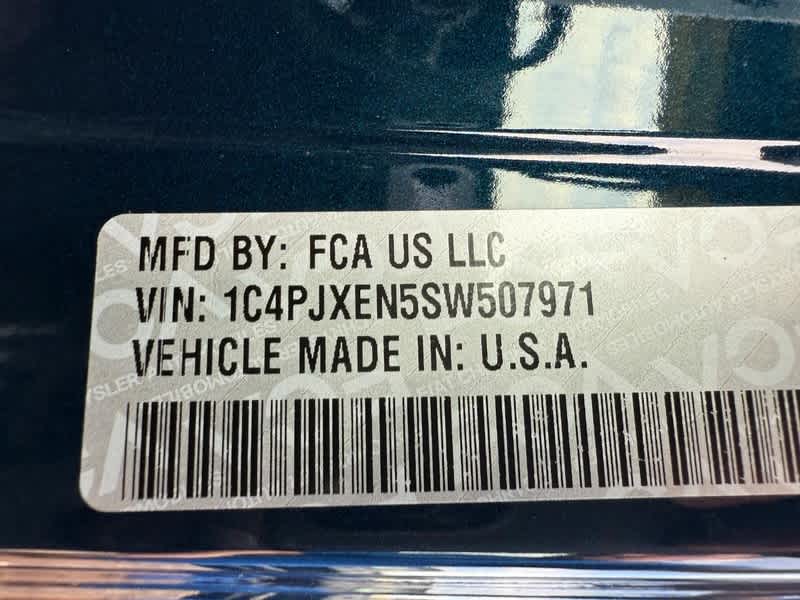 MFD BY: FCA US LLC
VIN: 1C4PJXEN5SW507971
VEHICLE MADE IN: U.S.A.